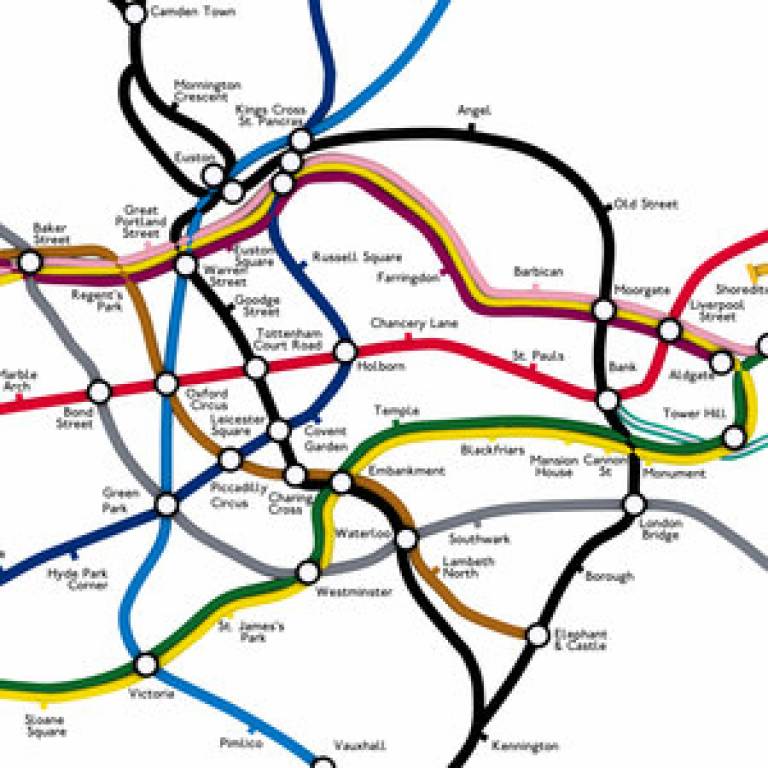 Camden Town
Mornington
Crescent
Kings Cross
St. Pancras
Angel
Euston
Great
Portland
Street
Old Street
Baker
Street
Euston
Square
Russell Square
Warren
Street
Farringdon
Barbican
Moorgate
Regent's
Park
Goodge
Street
Liverpool
Street
Tottenham
Court Road
Chancery Lane
Holborn
St. Pauls
Bank
Aldgate
Marble
Arch
Bond
Street
Oxford
Circus
Leicester
Square
Covent
Garden
Temple
Tower Hill
Blackfriars
Mansion
House
Cannon
St
Monument
Embankment
Piccadilly
Circus
Charing
Cross
Green
Park
Waterloo
Southwark
London
Bridge
Hyde Park
Corner
Lambeth
North
Borough
Westminster
St. James's
Park
Elephant
& Castle
Victoria
Sloane
Square
Pimlico
Vauxhall
Kennington